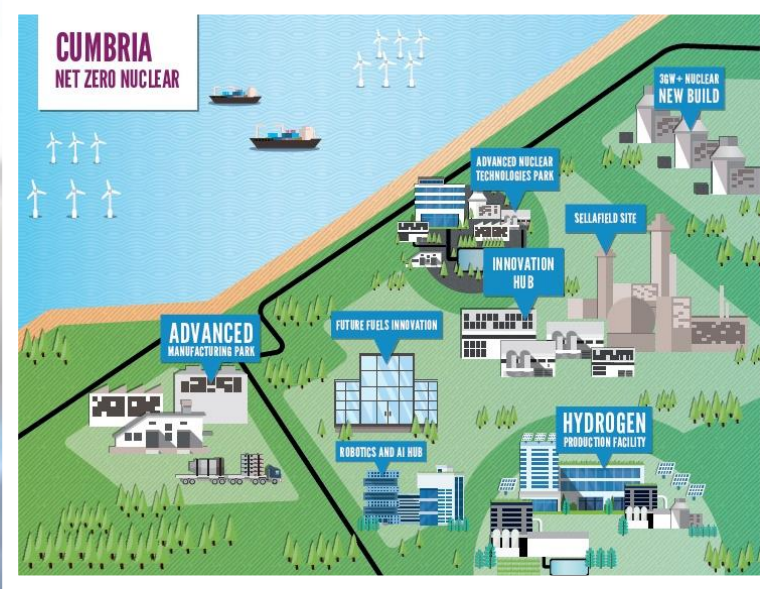 CUMBRIA
NET ZERO NUCLEAR
3GW+ NUCLEAR
NEW BUILD
ADVANCED NUCLEAR
TECHNOLOGIES PARK
SELLAFIELD SITE
INNOVATION
HUB
ADVANCED
MANUFACTURING PARK
FUTURE FUELS INNOVATION
HYDROGEN
PRODUCTION FACILITY
ROBOTICS AND AI HUB